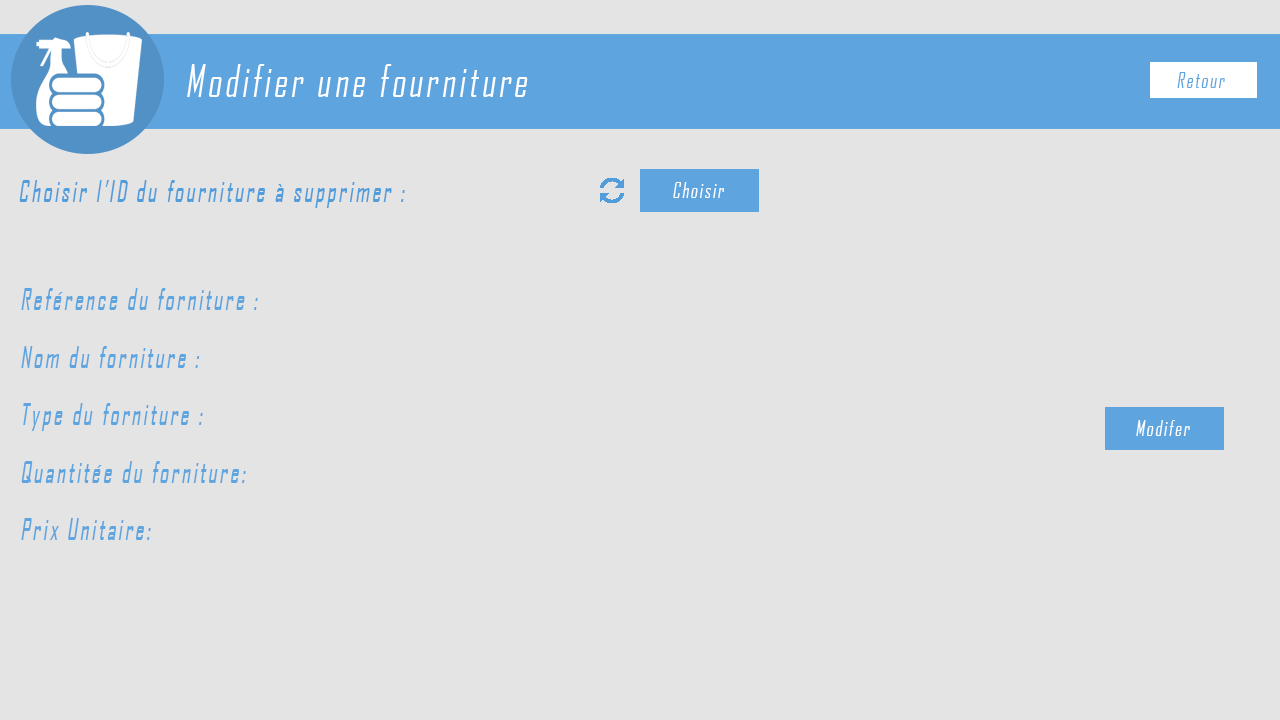 Modifier une fourniture
Retour
Choisir l'ID du fourniture à supprimer :
Choisir
Reférence du forniture :
Nom du forniture :
Type du forniture :
Modifer
Quantitée du forniture:
Prix Unitaire: